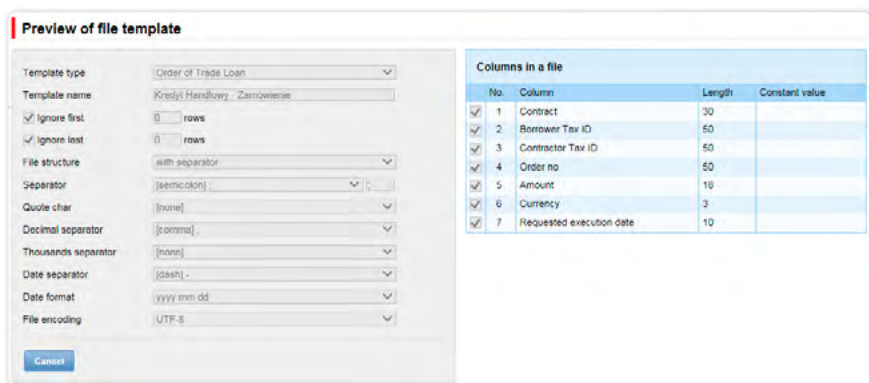 Preview of file template
Template type Order of Trade Loan
Template name Kredyt Handlowy - Zamówienie
Ignore first 0 rows
Ignore last 0 rows
File structure with separator
Separator [semicolon] ; ;
Quote char [none]
Decimal separator [comma] ,
Thousands separator [none]
Date separator [dash] -
Date format yyyy mm dd
File encoding UTF-8
Cancel
Columns in a file
No. Column Length Constant value
1 Contract 30
2 Borrower Tax ID 50
3 Contractor Tax ID 50
4 Order no 50
5 Amount 16
6 Currency 3
7 Requested execution date 10